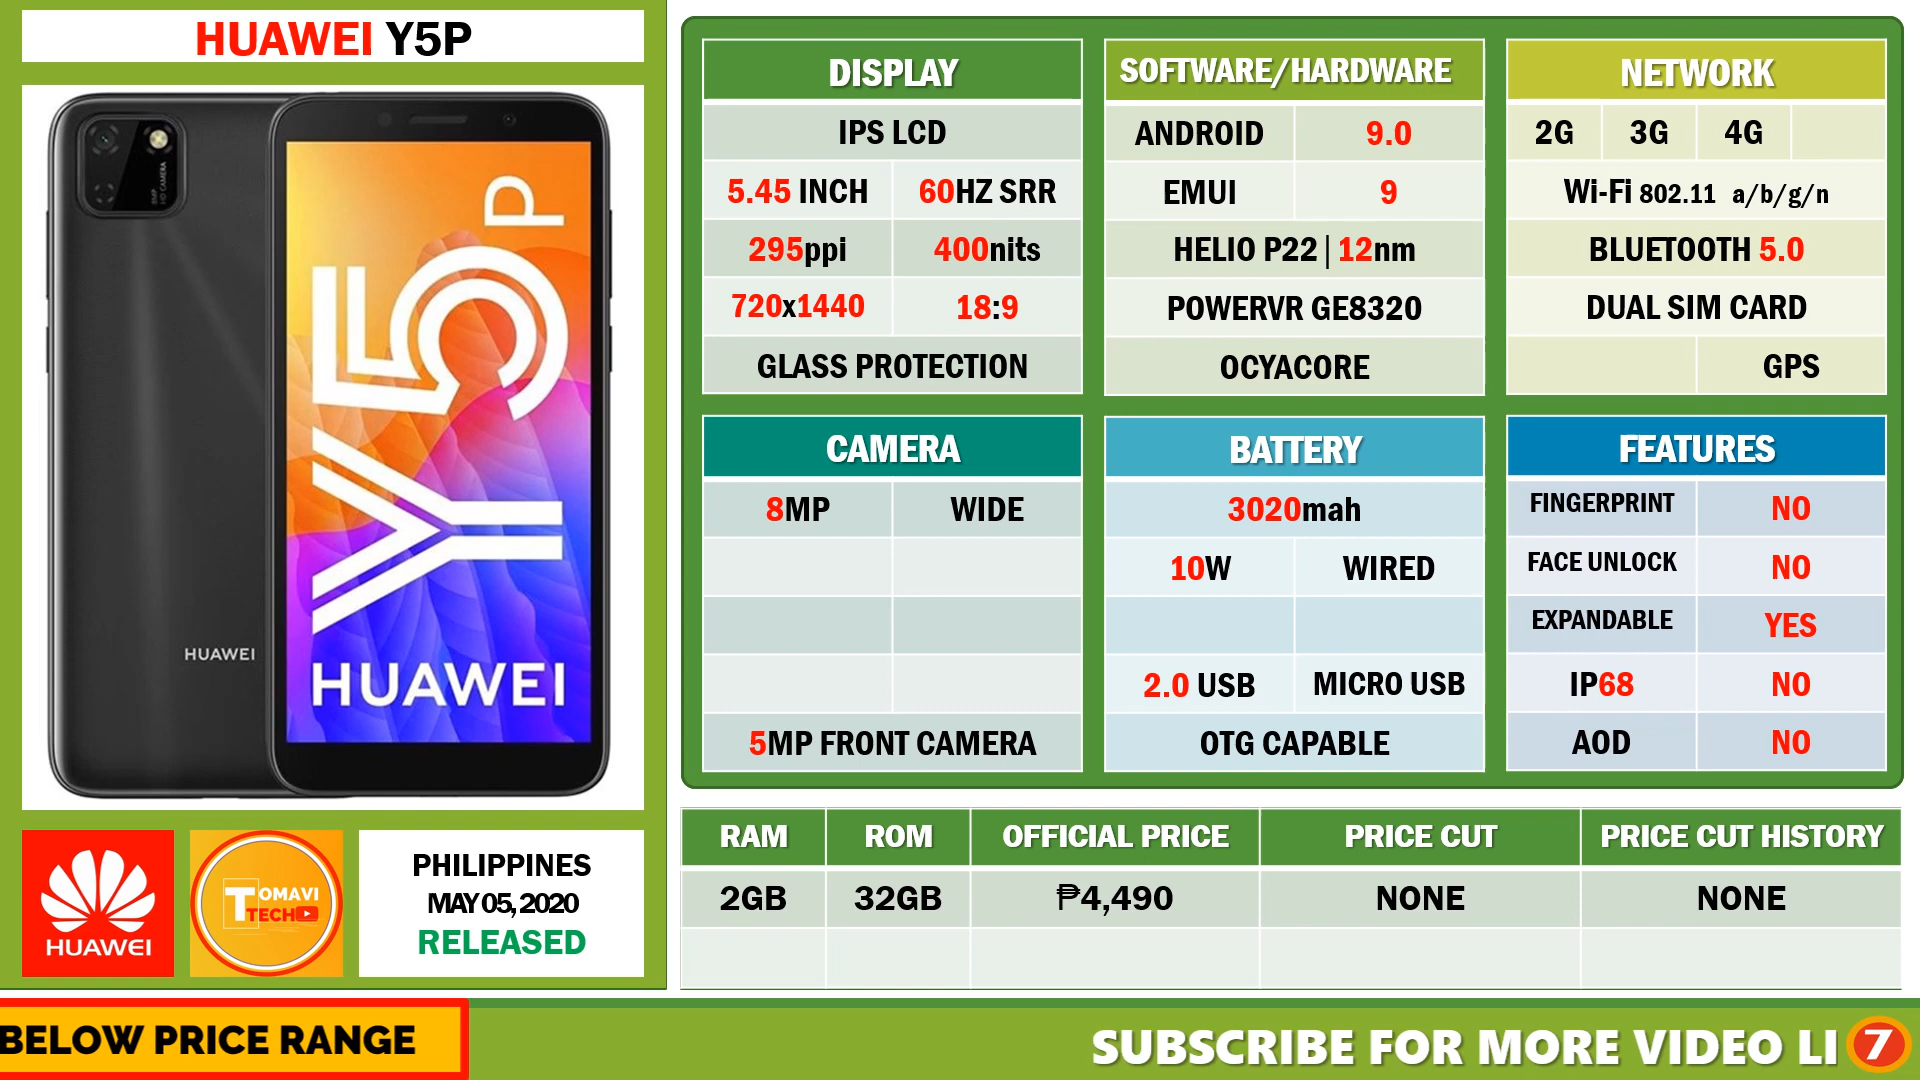 HUAWEI Y5P
8MP
HD CAMERA
HUAWEI
Y5P
HUAWEI
HUAWEI
TOMAVI
TECH
PHILIPPINES
MAY 05, 2020
RELEASED
DISPLAY
IPS LCD
5.45 INCH 60HZ SRR
295ppi 400nits
720x1440 18:9
GLASS PROTECTION
SOFTWARE/HARDWARE
ANDROID 9.0
EMUI 9
HELIO P22 | 12nm
POWERVR GE8320
OCYACORE
NETWORK
2G 3G 4G
Wi-Fi 802.11 a/b/g/n
BLUETOOTH 5.0
DUAL SIM CARD
GPS
CAMERA
8MP WIDE
5MP FRONT CAMERA
BATTERY
3020mah
10W WIRED
2.0 USB MICRO USB
OTG CAPABLE
FEATURES
FINGERPRINT NO
FACE UNLOCK NO
EXPANDABLE YES
IP68 NO
AOD NO
RAM ROM OFFICIAL PRICE PRICE CUT PRICE CUT HISTORY
2GB 32GB ₱4,490 NONE NONE
BELOW PRICE RANGE
SUBSCRIBE FOR MORE VIDEO LI 7